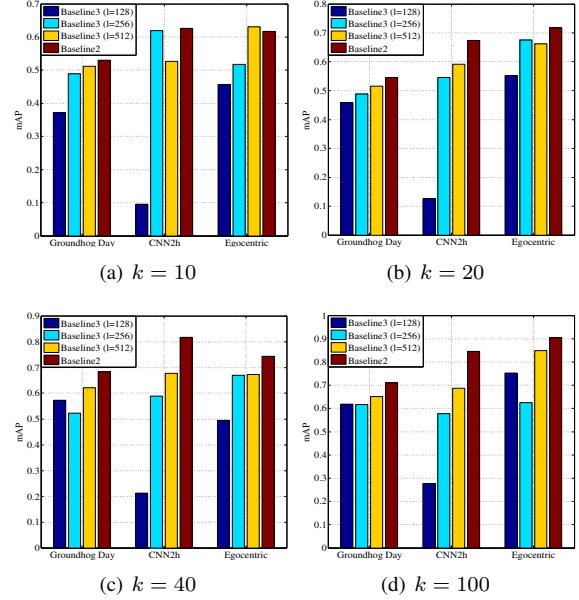 0.7
0.6
0.5
0.4
0.3
0.2
0.1
0
mAP
Baseline3 (l=128)
Baseline3 (l=256)
Baseline3 (l=512)
Baseline2
Groundhog Day CNN2h Egocentric
(a) k = 10
0.8
0.7
0.6
0.5
0.4
0.3
0.2
0.1
0
mAP
Baseline3 (l=128)
Baseline3 (l=256)
Baseline3 (l=512)
Baseline2
Groundhog Day CNN2h Egocentric
(b) k = 20
0.9
0.8
0.7
0.6
0.5
0.4
0.3
0.2
0.1
0
mAP
Baseline3 (l=128)
Baseline3 (l=256)
Baseline3 (l=512)
Baseline2
Groundhog Day CNN2h Egocentric
(c) k = 40
1
0.9
0.8
0.7
0.6
0.5
0.4
0.3
0.2
0.1
0
mAP
Baseline3 (l=128)
Baseline3 (l=256)
Baseline3 (l=512)
Baseline2
Groundhog Day CNN2h Egocentric
(d) k = 100